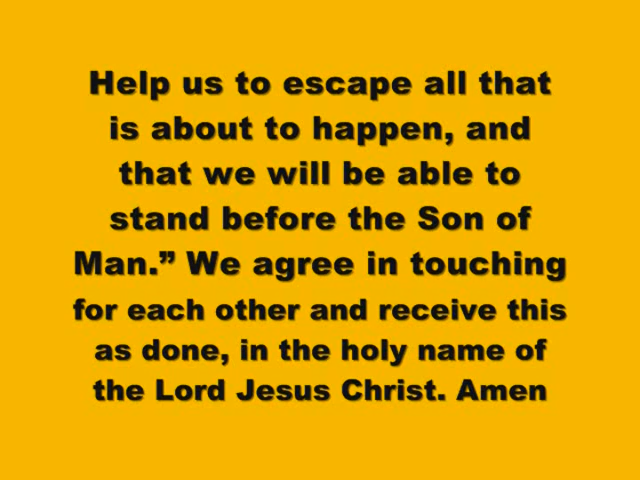 Help us to escape all that
is about to happen, and
that we will be able to
stand before the Son of
Man.” We agree in touching
for each other and receive this
as done, in the holy name of
the Lord Jesus Christ. Amen